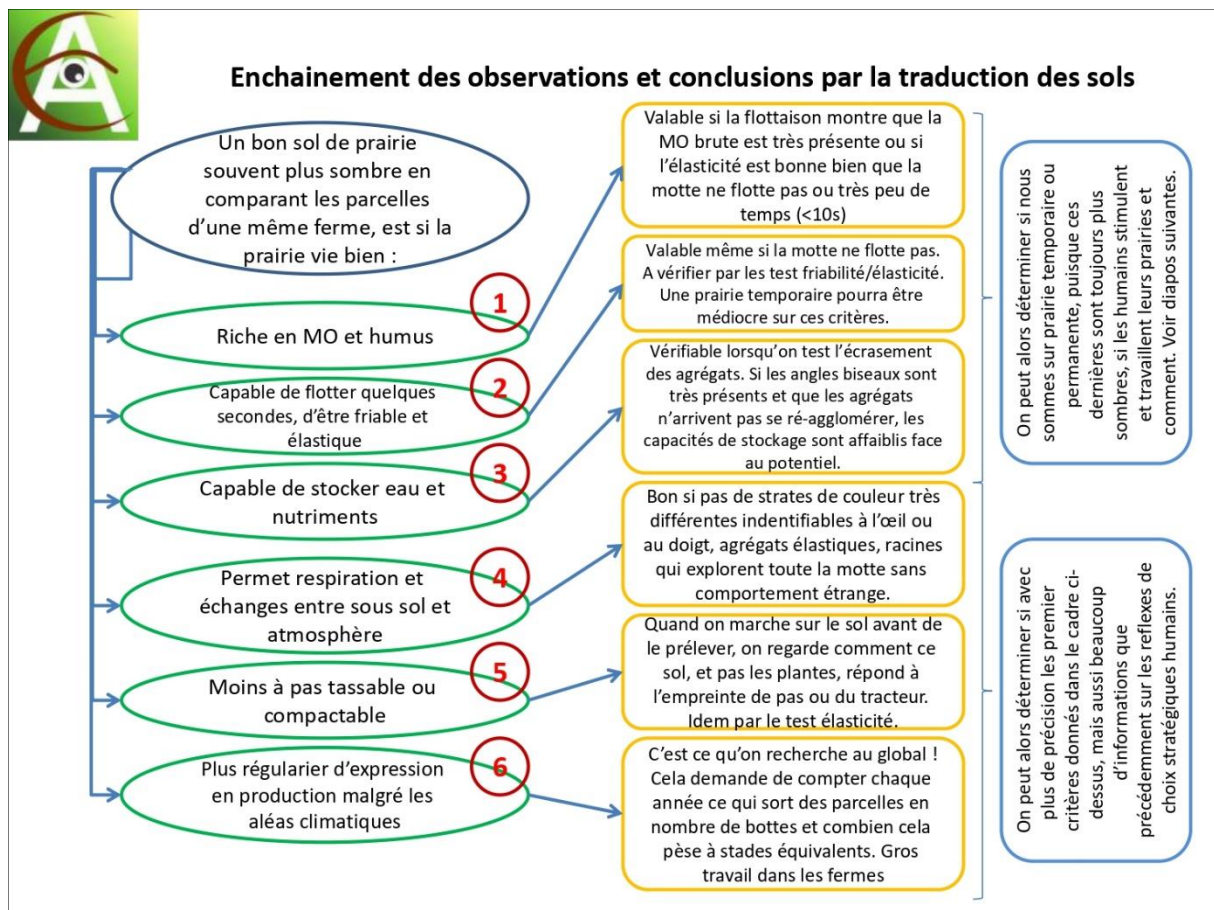 A
Enchainement des observations et conclusions par la traduction des sols
Un bon sol de prairie
souvent plus sombre en
comparant les parcelles
d’une même ferme, est si la
prairie vie bien :
1
Riche en MO et humus
2
Capable de flotter quelques
secondes, d’être friable et
élastique
3
Capable de stocker eau et
nutriments
4
Permet respiration et
échanges entre sous sol et
atmosphère
5
Moins à pas tassable ou
compactable
6
Plus régularier d’expression
en production malgré les
aléas climatiques
Valable si la flottaison montre que la
MO brute est très présente ou si
l’élasticité est bonne bien que la
motte ne flotte pas ou très peu de
temps (<10s)
Valable même si la motte ne flotte pas.
A vérifier par les test friabilité/élasticité.
Une prairie temporaire pourra être
médiocre sur ces critères.
Vérifiable lorsqu’on test l’écrasement
des agrégats. Si les angles biseaux sont
très présents et que les agrégats
n’arrivent pas se ré-agglomérer, les
capacités de stockage sont affaiblis face
au potentiel.
Bon si pas de strates de couleur très
différentes indentifiables à l’œil ou
au doigt, agrégats élastiques, racines
qui explorent toute la motte sans
comportement étrange.
Quand on marche sur le sol avant de
le prélever, on regarde comment ce
sol, et pas les plantes, répond à
l’empreinte de pas ou du tracteur.
Idem par le test élasticité.
C’est ce qu’on recherche au global !
Cela demande de compter chaque
année ce qui sort des parcelles en
nombre de bottes et combien cela
pèse à stades équivalents. Gros
travail dans les fermes
On peut alors déterminer si nous
sommes sur prairie temporaire ou
permanente, puisque ces
dernières sont toujours plus
sombres, si les humains stimulent
et travaillent leurs prairies et
comment. Voir diapos suivantes.
On peut alors déterminer si avec
plus de précision les premier
critères donnés dans le cadre ci-
dessus, mais aussi beaucoup
d’informations que
précédemment sur les reflexes de
choix stratégiques humains.